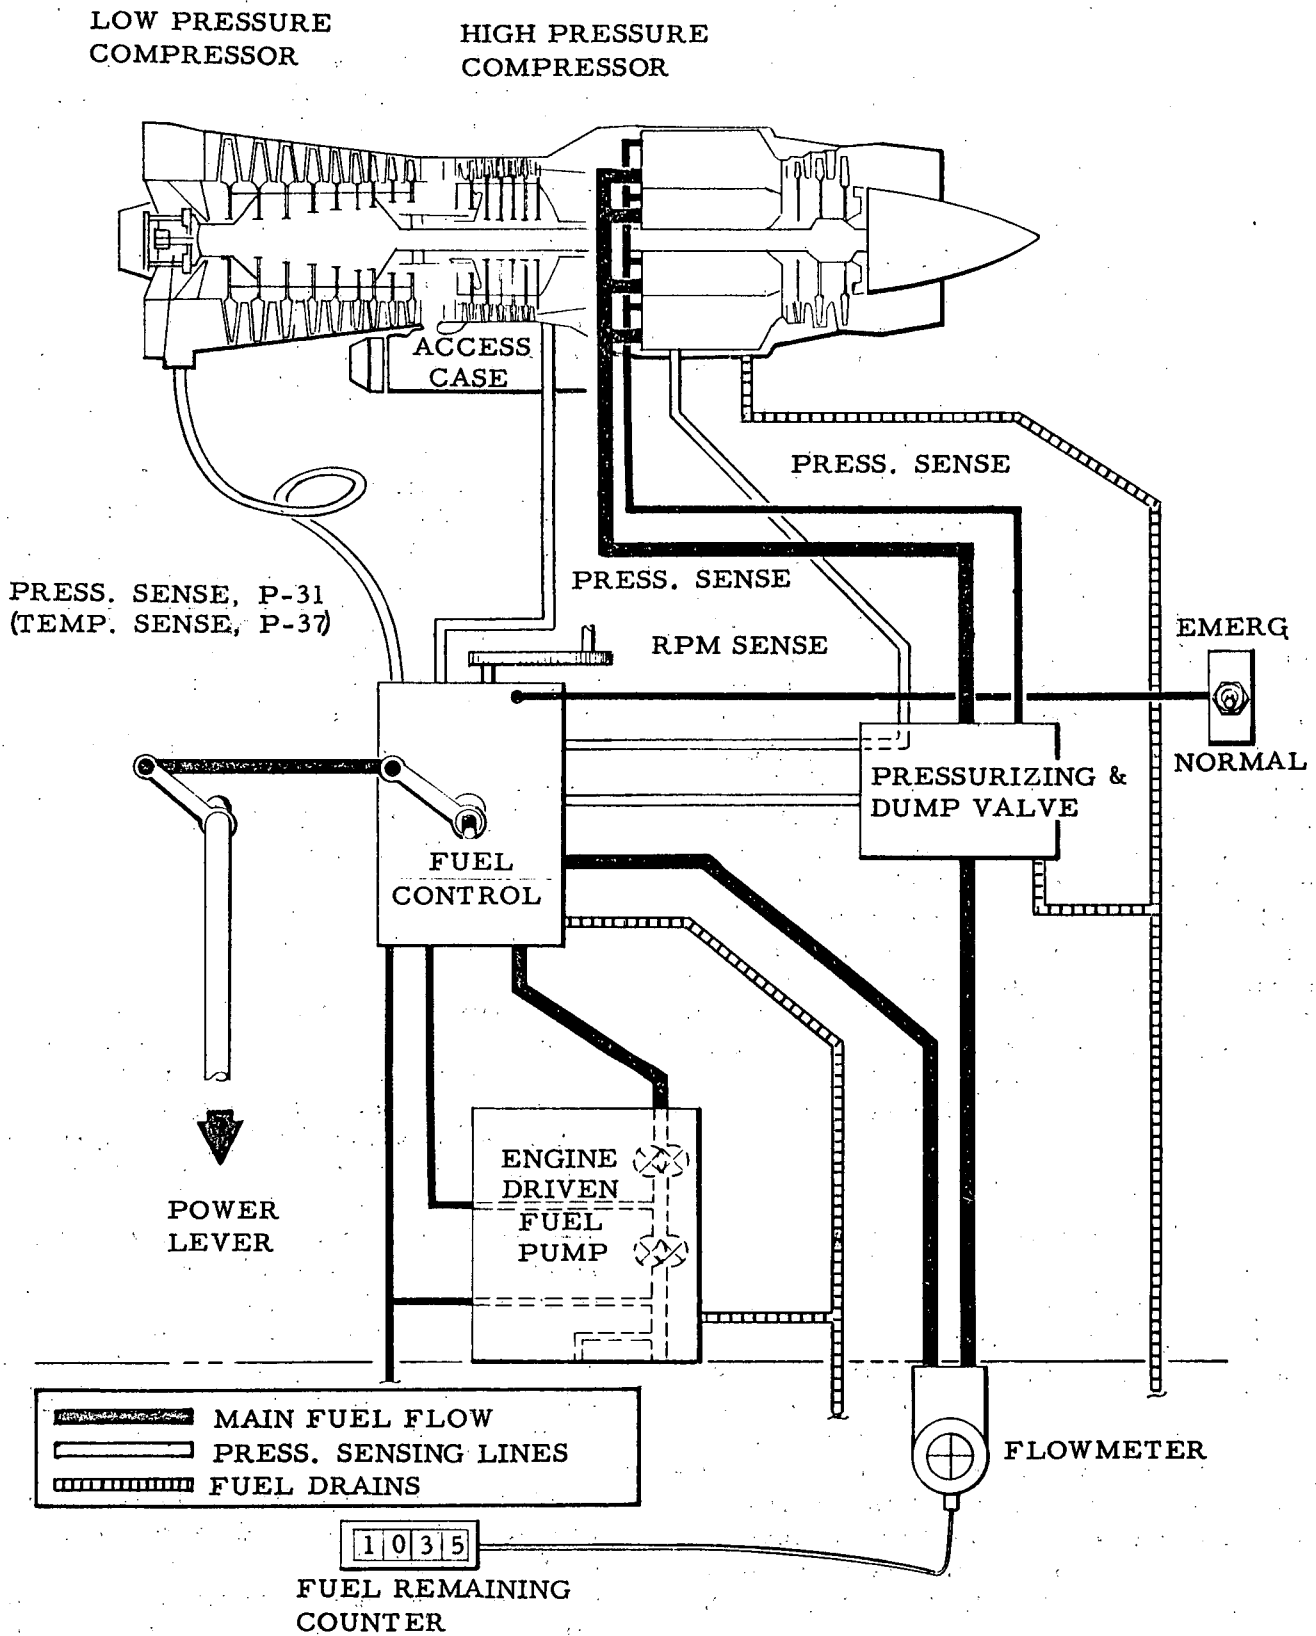 LOW PRESSURE
COMPRESSOR
HIGH PRESSURE
COMPRESSOR
ACCESS
CASE
PRESS. SENSE
PRESS. SENSE
PRESS. SENSE, P-31
(TEMP. SENSE, P-37)
RPM SENSE
EMERG
NORMAL
PRESSURIZING &
DUMP VALVE
FUEL
CONTROL
ENGINE
DRIVEN
FUEL
PUMP
POWER
LEVER
MAIN FUEL FLOW
PRESS. SENSING LINES
FUEL DRAINS
FLOWMETER
1035
FUEL REMAINING
COUNTER